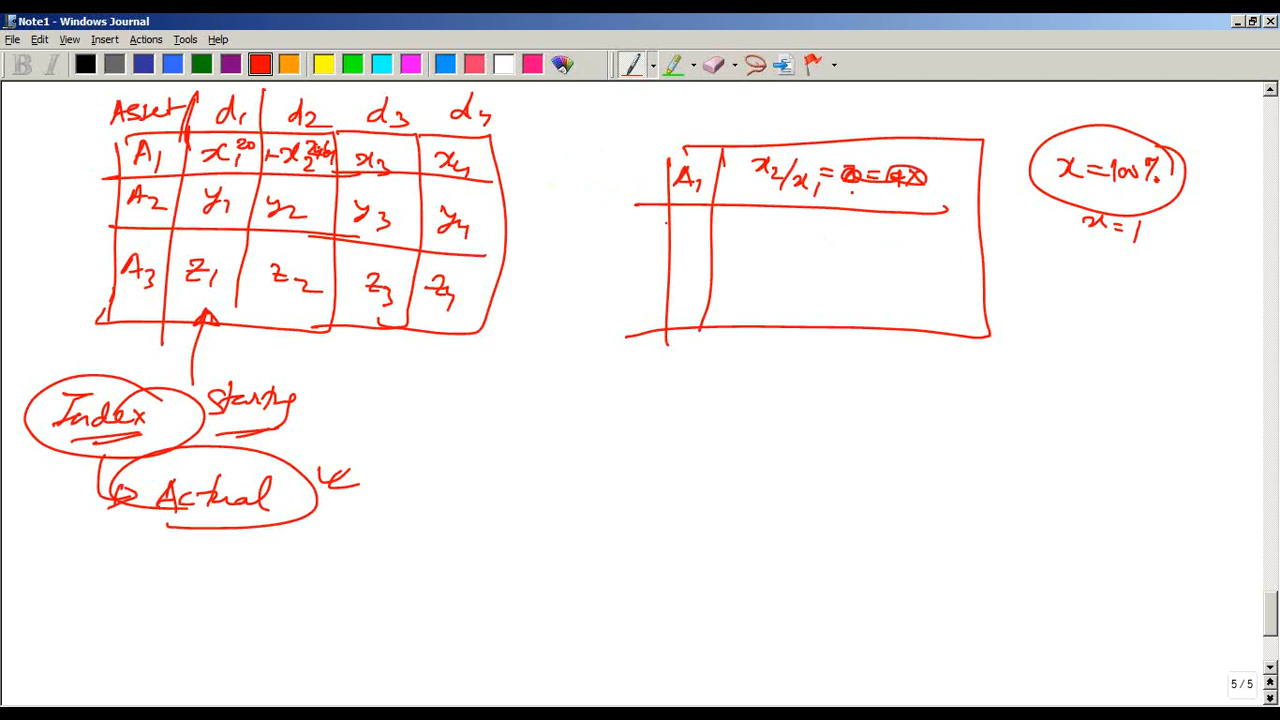 Note1 - Windows Journal
File Edit View Insert Actions Tools Help
B I
Asset d1 d2 d3 d4
A1 x1 20 x2 x3 x4
A2 y1 y2 y3 y4
A3 z1 z2 z3 z4
A1 x2/x1 =
x = 100%
x = 1
Index
Starting
Actual
5 / 5